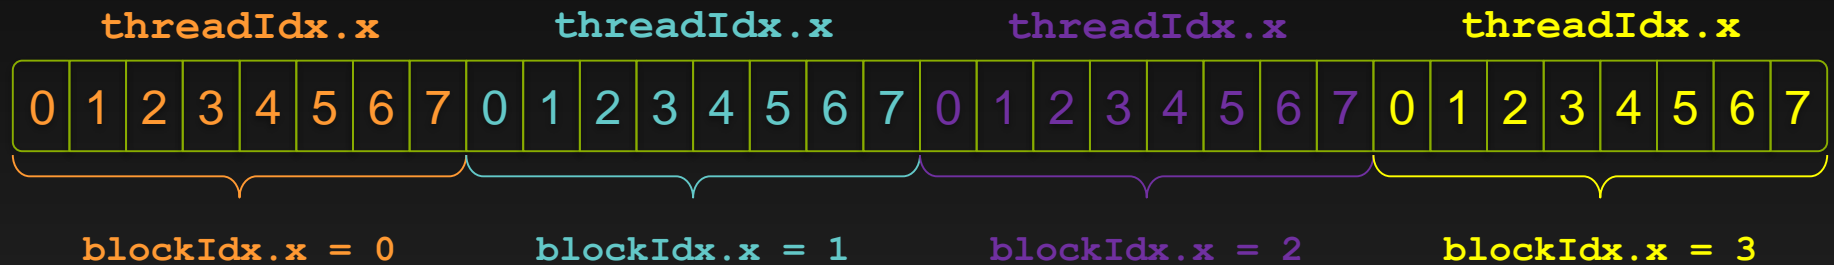 threadIdx.x threadIdx.x threadIdx.x threadIdx.x
0 1 2 3 4 5 6 7 0 1 2 3 4 5 6 7 0 1 2 3 4 5 6 7 0 1 2 3 4 5 6 7
blockIdx.x = 0 blockIdx.x = 1 blockIdx.x = 2 blockIdx.x = 3